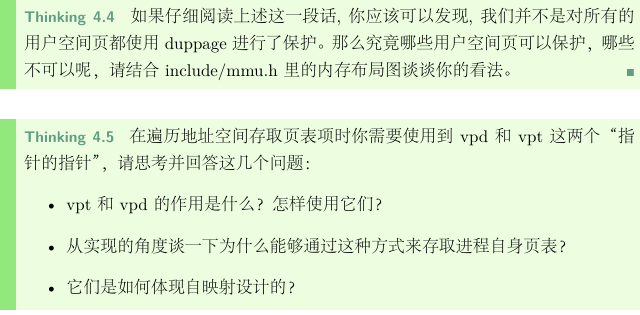 Thinking 4.4 如果仔细阅读上述这一段话, 你应该可以发现, 我们并不是对所有的
用户空间页都使用 duppage 进行了保护。那么究竟哪些用户空间页可以保护，哪些
不可以呢，请结合 include/mmu.h 里的内存布局图谈谈你的看法。
Thinking 4.5 在遍历地址空间存取页表项时你需要使用到 vpd 和 vpt 这两个“指
针的指针”，请思考并回答这几个问题：
• vpt 和 vpd 的作用是什么？怎样使用它们？
• 从实现的角度谈一下为什么能够通过这种方式来存取进程自身页表？
• 它们是如何体现自映射设计的？